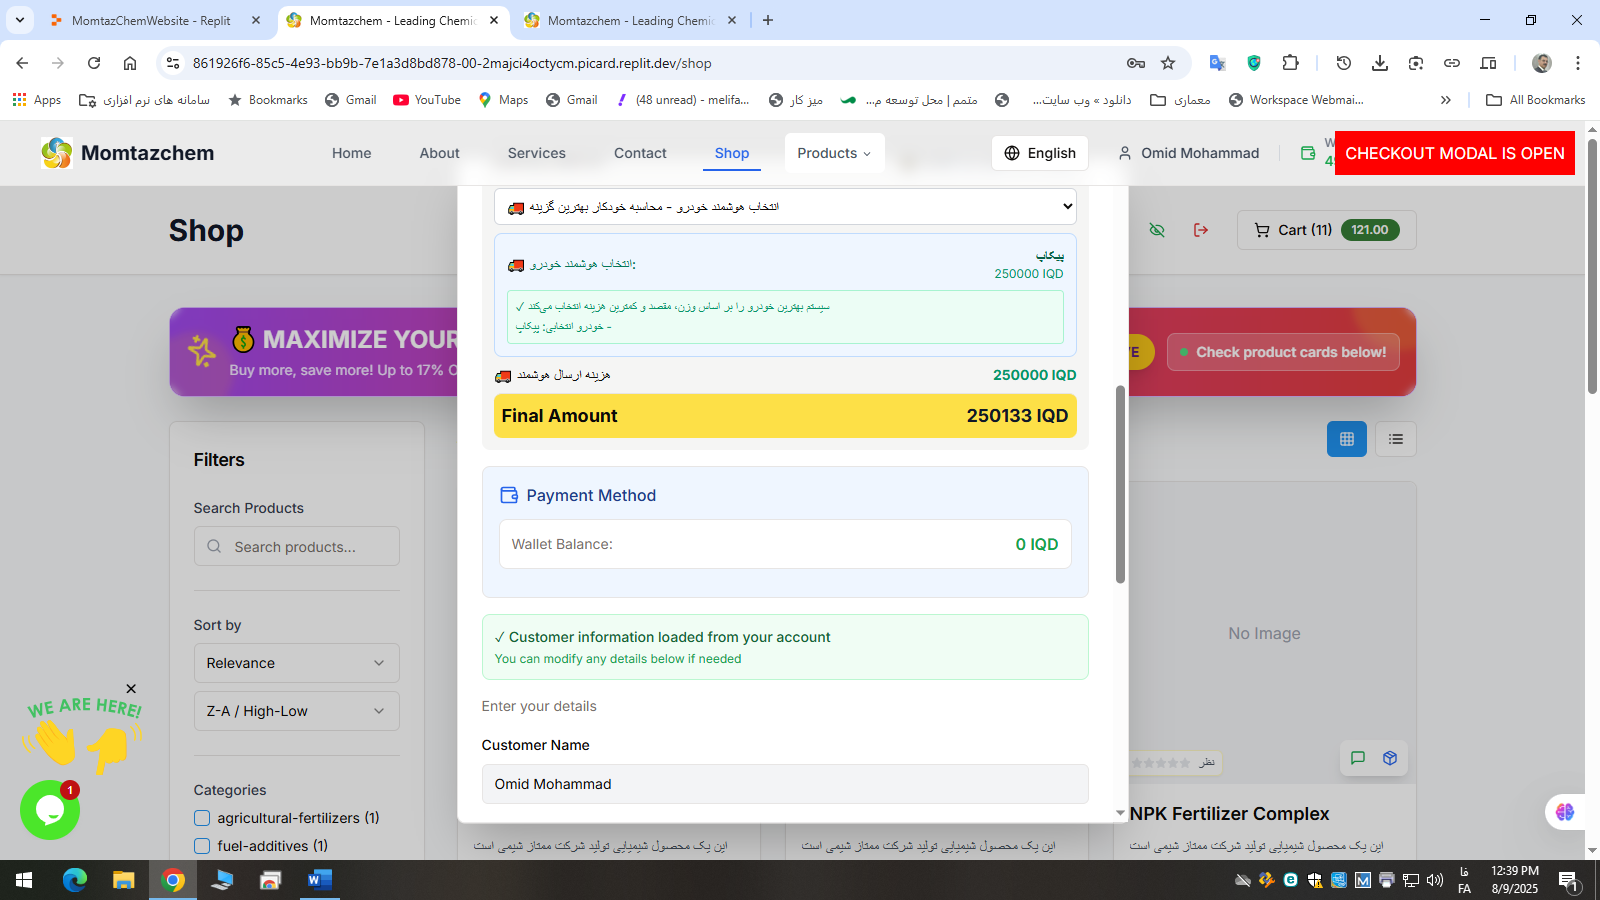 MomtazChemWebsite - Replit
Momtazchem - Leading Chemic
Momtazchem - Leading Chemic
861926f6-85c5-4e93-bb9b-7e1a3d8bd878-00-2majci4octycm.picard.replit.dev/shop
Apps
سامانه های نرم افزاری
Bookmarks
Gmail
YouTube
Maps
Gmail
(48 unread) - melifa...
میز کار
متمم | محل توسعه م...
دانلود » وب سایت...
معماری
Workspace Webmai...
All Bookmarks
Momtazchem
Home
About
Services
Contact
Shop
Products
English
Omid Mohammad
CHECKOUT MODAL IS OPEN
Shop
Cart (11)
121.00
انتخاب هوشمند خودرو - محاسبه خودکار بهترین گزینه
انتخاب هوشمند خودرو:
پیکاپ
250000 IQD
✓ سیستم بهترین خودرو را بر اساس وزن، مقصد و کمترین هزینه انتخاب می‌کند
خودرو انتخابی: پیکاپ -
هزینه ارسال هوشمند
250000 IQD
Final Amount
250133 IQD
MAXIMIZE YOUR
Buy more, save more! Up to 17% O
VE
Check product cards below!
Payment Method
Wallet Balance:
0 IQD
✓ Customer information loaded from your account
You can modify any details below if needed
Enter your details
Customer Name
Omid Mohammad
Filters
Search Products
Search products...
Sort by
Relevance
Z-A / High-Low
Categories
agricultural-fertilizers (1)
fuel-additives (1)
WE ARE HERE!
1
No Image
نظر
NPK Fertilizer Complex
این یک محصول شیمیایی تولید شرکت ممتاز شیمی است
این یک محصول شیمیایی تولید شرکت ممتاز شیمی است
این یک محصول شیمیایی تولید شرکت ممتاز شیمی است
فا
FA
12:39 PM
8/9/2025
1